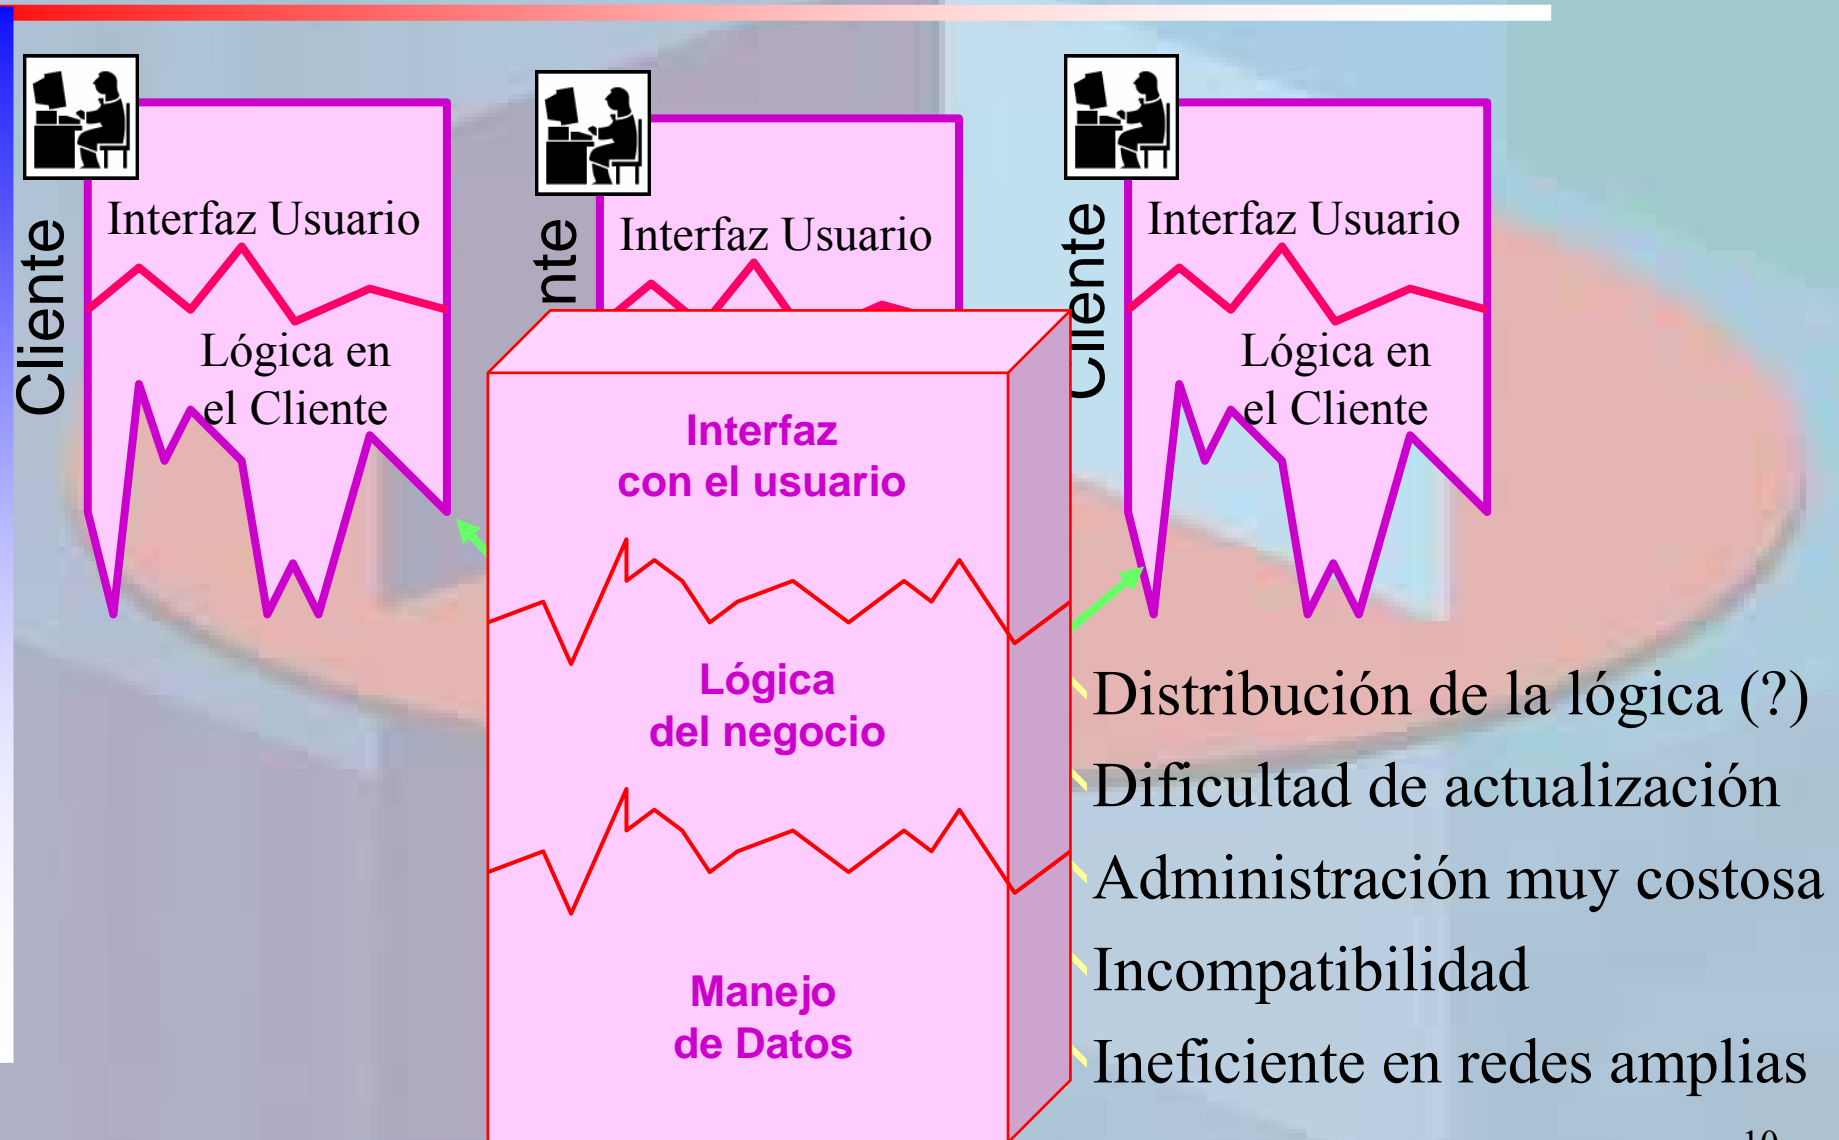 Cliente
Interfaz Usuario
Lógica en
el Cliente
nte
Interfaz Usuario
Cliente
Interfaz Usuario
Lógica en
el Cliente
Interfaz
con el usuario
Lógica
del negocio
Manejo
de Datos
Distribución de la lógica (?)
Dificultad de actualización
Administración muy costosa
Incompatibilidad
Ineficiente en redes amplias
10